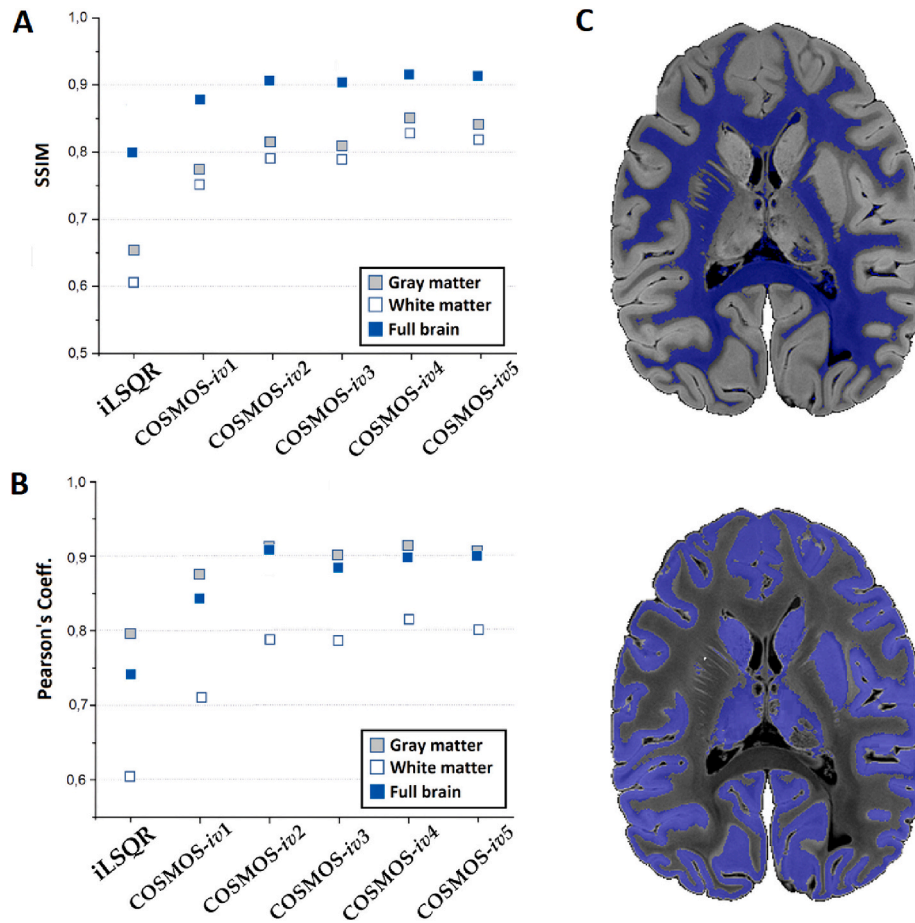 A
C
1,0
0,9
0,8
0,7
0,6
0,5
SSIM
Gray matter
White matter
Full brain
iLSQR
COSMOS-iv1
COSMOS-iv2
COSMOS-iv3
COSMOS-iv4
COSMOS-iv5
B
1,0
0,9
0,8
0,7
0,6
Pearson's Coeff.
Gray matter
White matter
Full brain
iLSQR
COSMOS-iv1
COSMOS-iv2
COSMOS-iv3
COSMOS-iv4
COSMOS-iv5